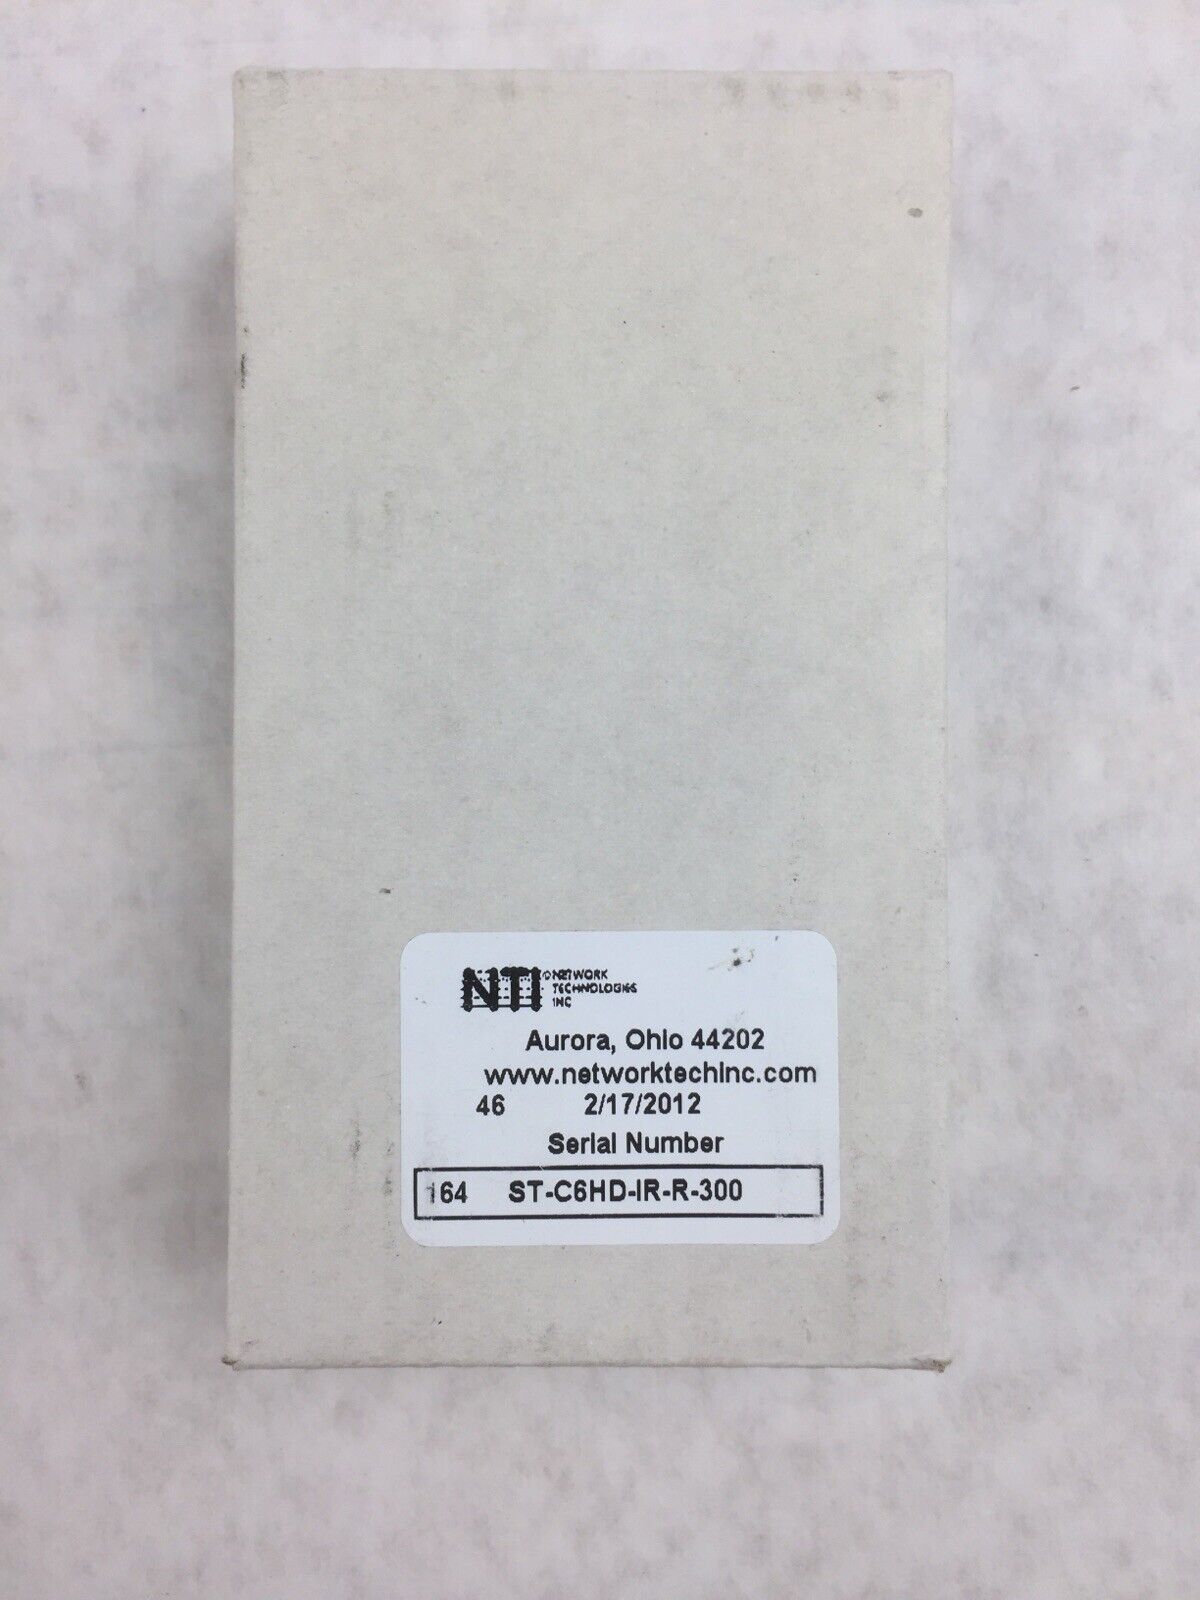 NTI NETWORK
TECHNOLOGIES
INC
Aurora, Ohio 44202
www.networktechinc.com
46 2/17/2012
Serial Number
164 ST-C6HD-IR-R-300